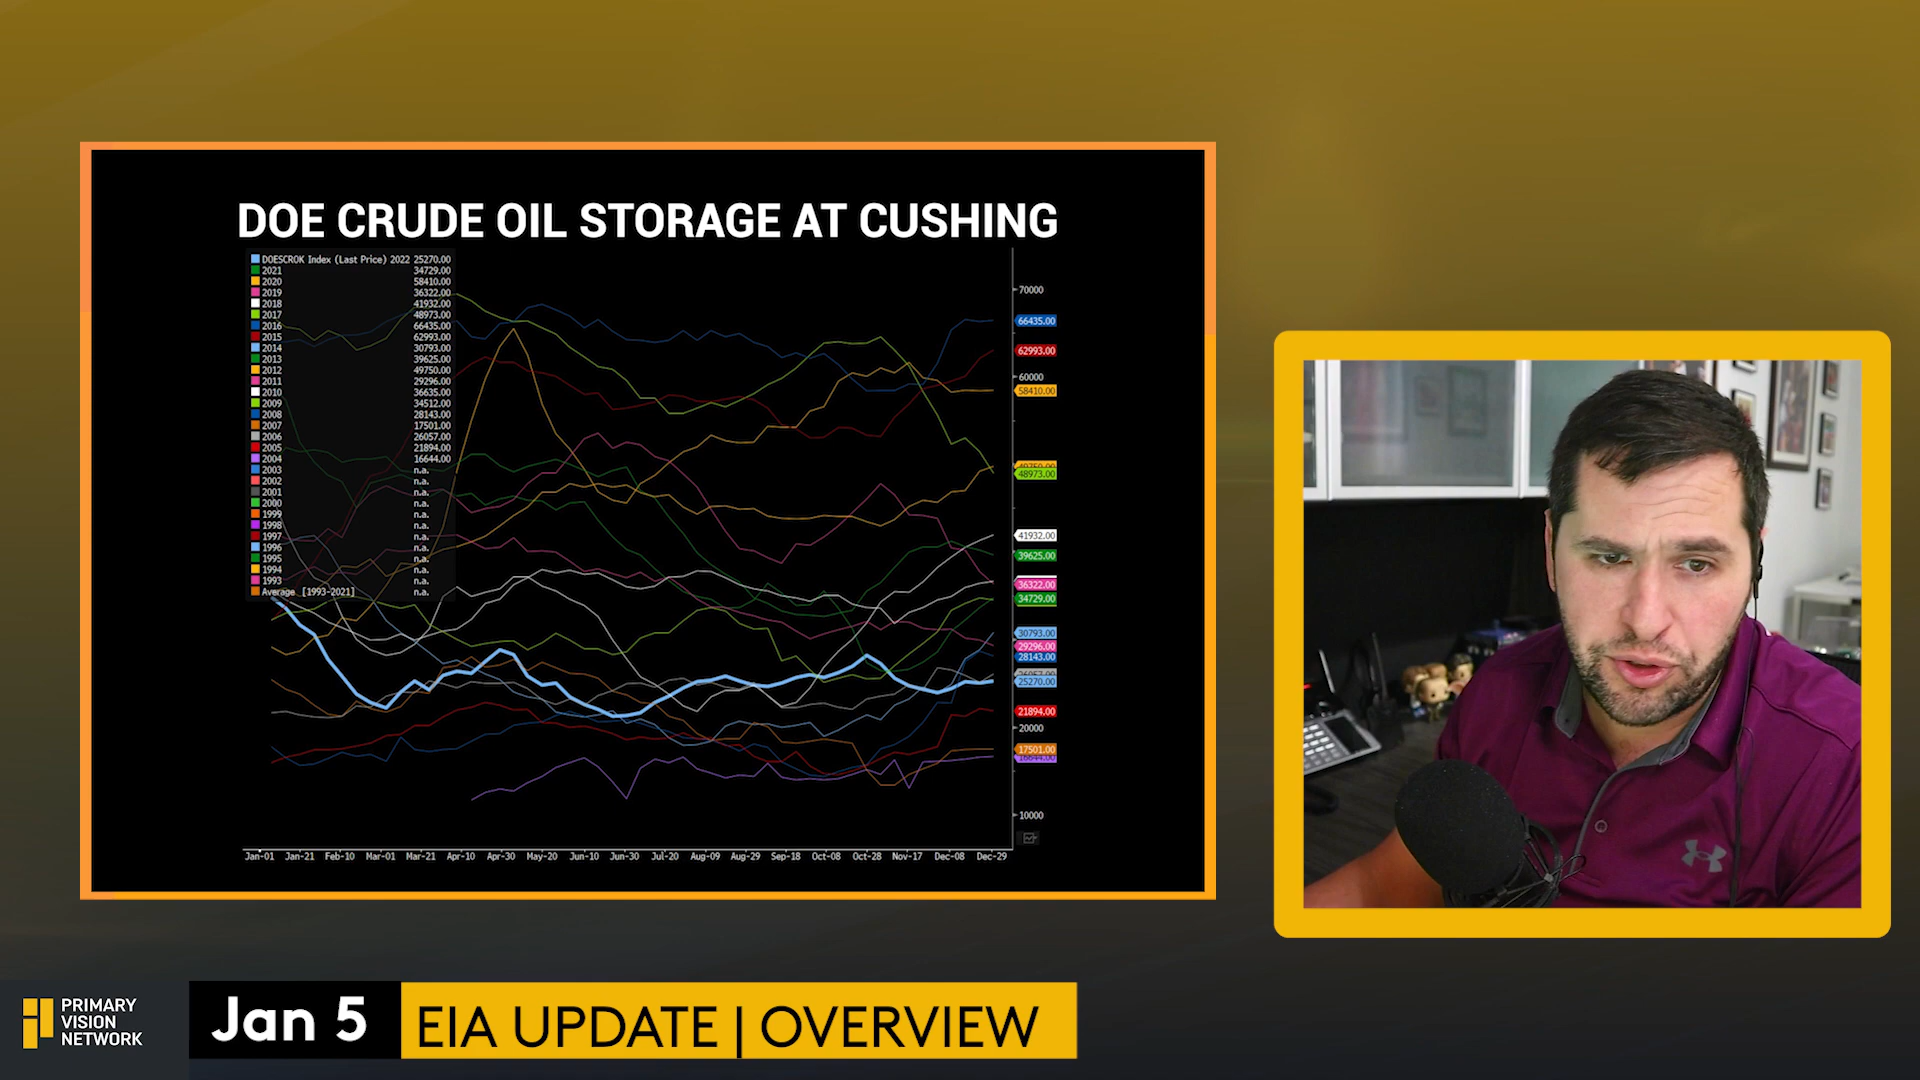 DOE CRUDE OIL STORAGE AT CUSHING
DOESCROK Index (Last Price) 2022 25270.00
2021 34729.00
2020 58410.00
2019 36322.00
2018 41932.00
2017 48973.00
2016 66435.00
2015 62993.00
2014 30793.00
2013 39625.00
2012 49750.00
2011 29296.00
2010 36635.00
2009 34512.00
2008 28143.00
2007 17501.00
2006 26057.00
2005 21894.00
2004 16644.00
2003 n.a.
2002 n.a.
2001 n.a.
2000 n.a.
1999 n.a.
1998 n.a.
1997 n.a.
1996 n.a.
1995 n.a.
1994 n.a.
1993 n.a.
Average [1993-2021] n.a.
70000
66435.00
62993.00
60000
58410.00
48973.00
41932.00
39625.00
36322.00
34729.00
30793.00
29296.00
28143.00
25270.00
21894.00
20000
17501.00
10000
Jan-01 Jan-21 Feb-10 Mar-01 Mar-21 Apr-10 Apr-30 May-20 Jun-10 Jun-30 Jul-20 Aug-09 Aug-29 Sep-18 Oct-08 Oct-28 Nov-17 Dec-08 Dec-29
PRIMARY
VISION
NETWORK
Jan 5
EIA UPDATE | OVERVIEW